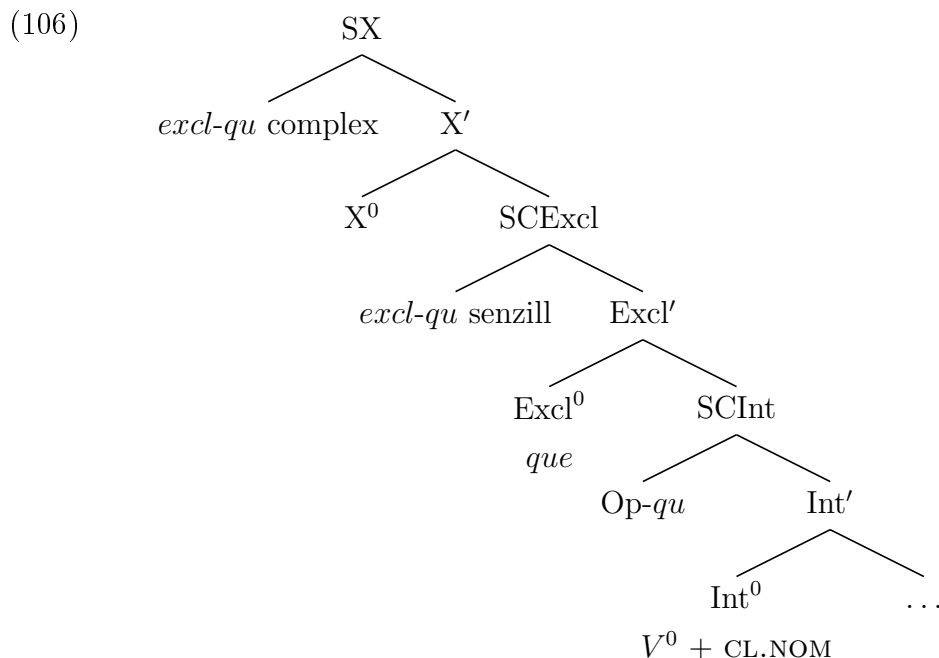 (106) SX
excl-qu complex X′
X⁰ SCExcl
excl-qu senzill Excl′
Excl⁰ SCInt
que
Op-qu Int′
Int⁰ ...
V⁰ + CL.NOM